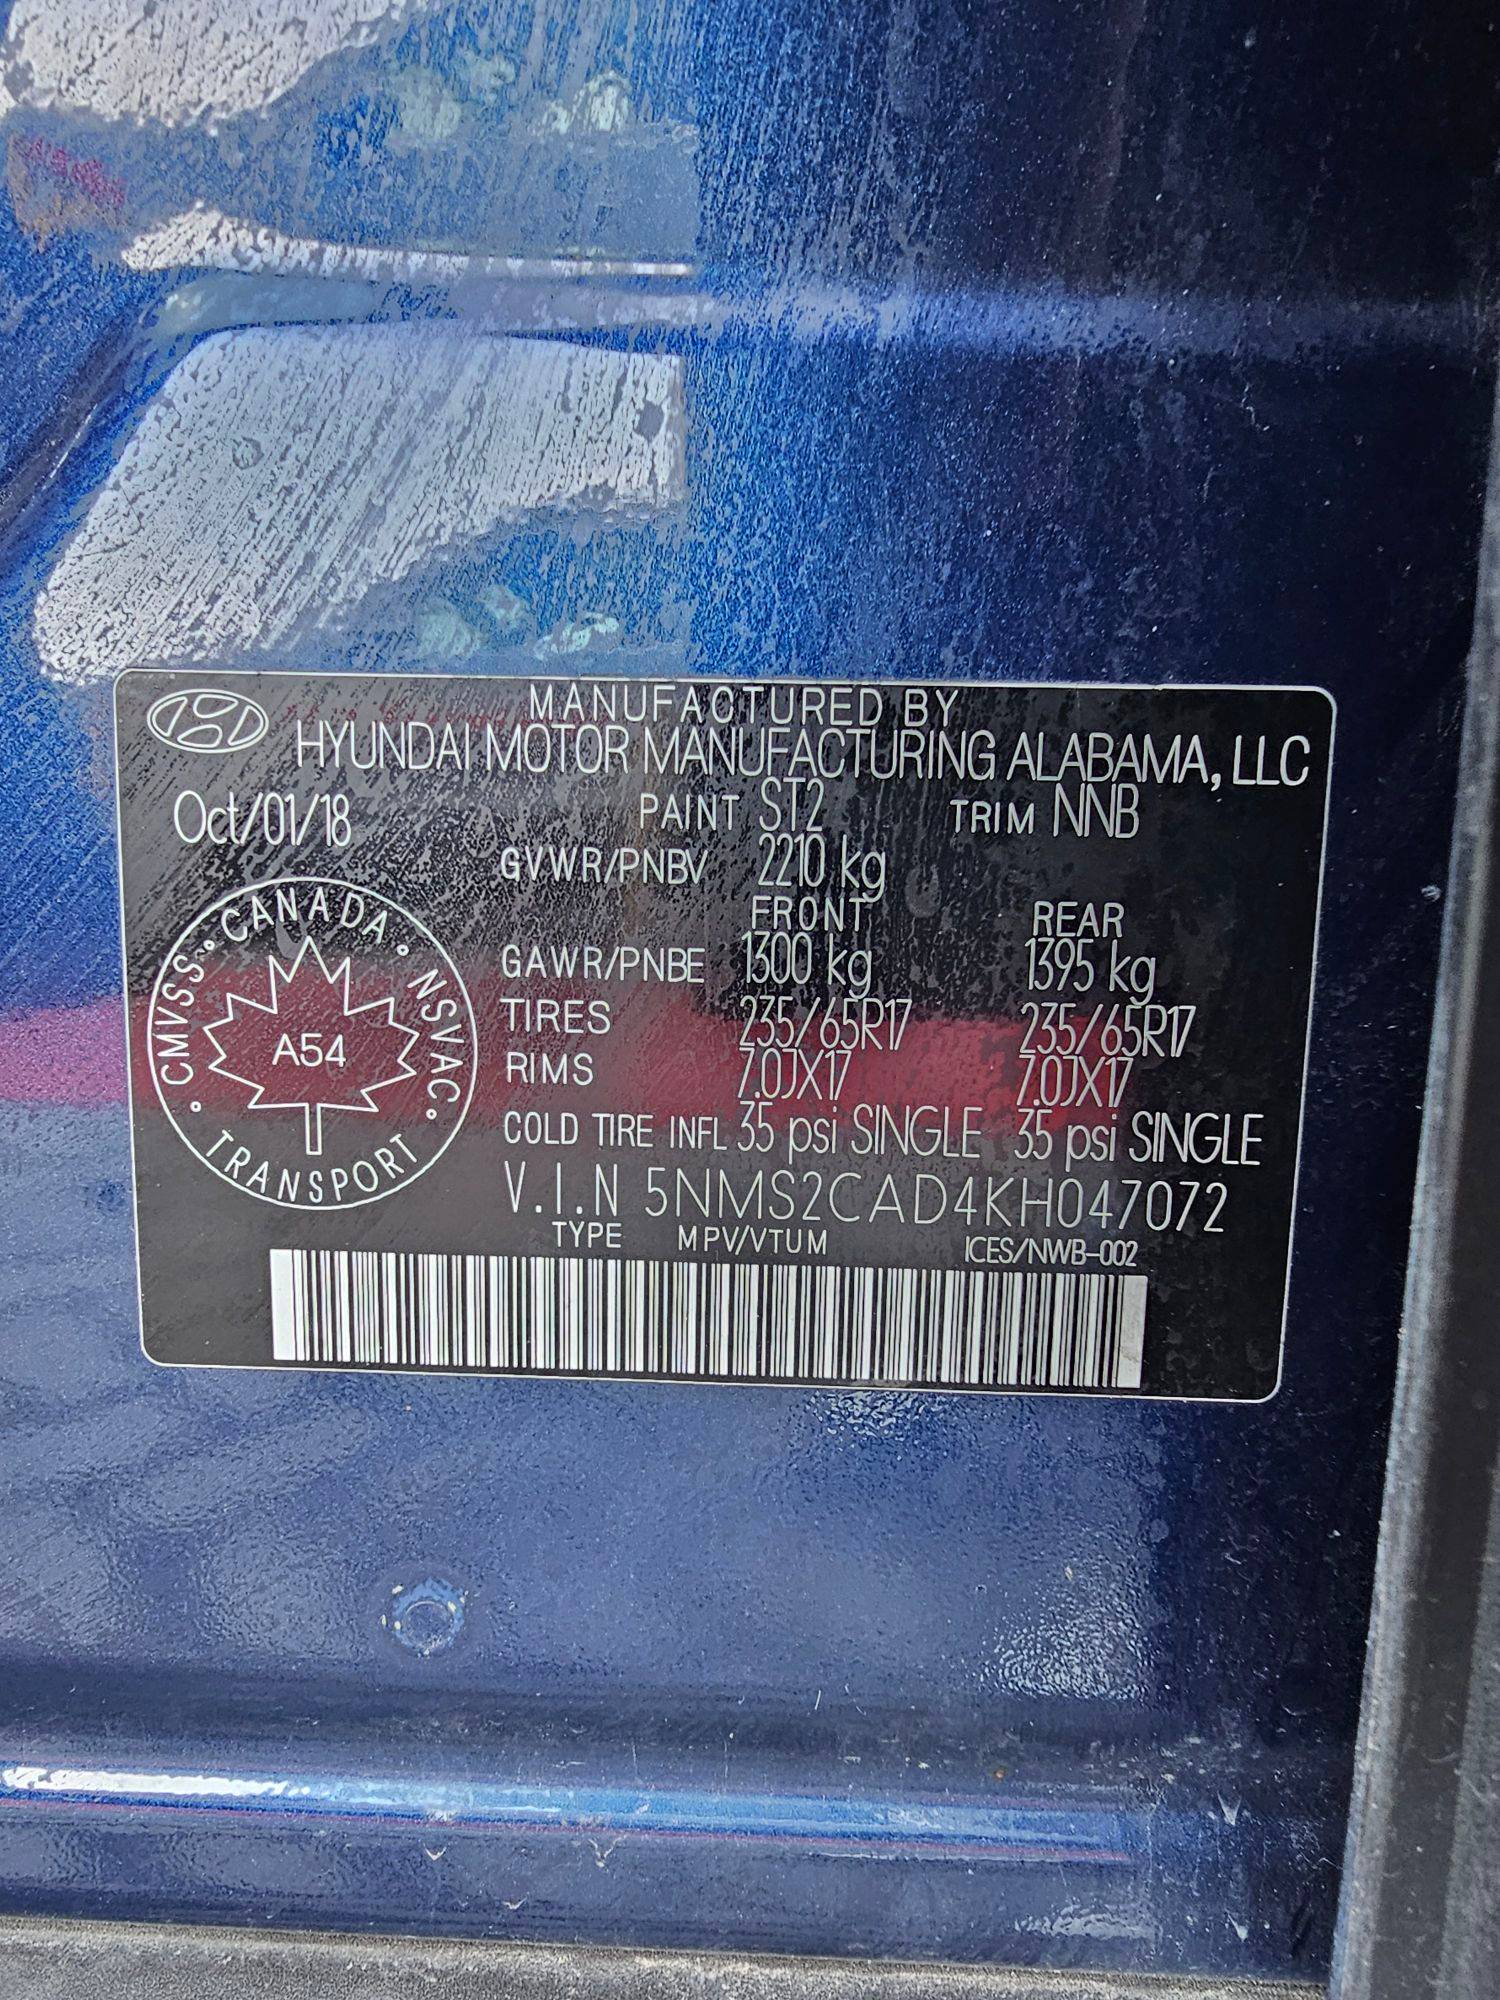 MANUFACTURED BY
HYUNDAI MOTOR MANUFACTURING ALABAMA, LLC
Oct/01/18 PAINT ST2 TRIM NNB
GVWR/PNBV 2210 kg
FRONT REAR
GAWR/PNBE 1300 kg 1395 kg
TIRES 235/65R17 235/65R17
RIMS 7.0JX17 7.0JX17
COLD TIRE INFL 35 psi SINGLE 35 psi SINGLE
V.I.N 5NMS2CAD4KH047072
TYPE MPV/VTUM ICES/NWB-002
CMVSS • CANADA • NSVAC • TRANSPORT •
A54